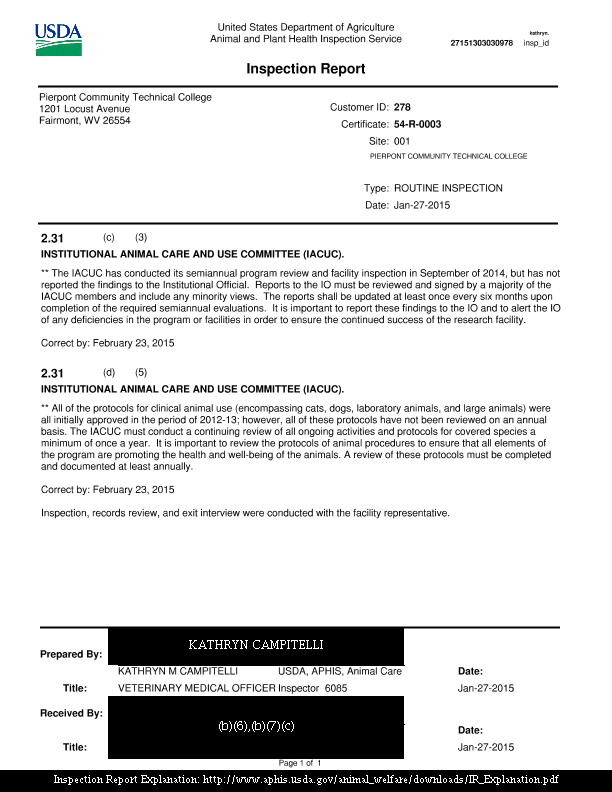 USDA
United States Department of Agriculture
Animal and Plant Health Inspection Service
kathryn.
27151303030978 insp_id
Inspection Report
Pierpont Community Technical College
1201 Locust Avenue
Fairmont, WV 26554
Customer ID: 278
Certificate: 54-R-0003
Site: 001
PIERPONT COMMUNITY TECHNICAL COLLEGE
Type: ROUTINE INSPECTION
Date: Jan-27-2015
2.31 (c) (3)
INSTITUTIONAL ANIMAL CARE AND USE COMMITTEE (IACUC).
** The IACUC has conducted its semiannual program review and facility inspection in September of 2014, but has not
reported the findings to the Institutional Official. Reports to the IO must be reviewed and signed by a majority of the
IACUC members and include any minority views. The reports shall be updated at least once every six months upon
completion of the required semiannual evaluations. It is important to report these findings to the IO and to alert the IO
of any deficiencies in the program or facilities in order to ensure the continued success of the research facility.
Correct by: February 23, 2015
2.31 (d) (5)
INSTITUTIONAL ANIMAL CARE AND USE COMMITTEE (IACUC).
** All of the protocols for clinical animal use (encompassing cats, dogs, laboratory animals, and large animals) were
all initially approved in the period of 2012-13; however, all of these protocols have not been reviewed on an annual
basis. The IACUC must conduct a continuing review of all ongoing activities and protocols for covered species a
minimum of once a year. It is important to review the protocols of animal procedures to ensure that all elements of
the program are promoting the health and well-being of the animals. A review of these protocols must be completed
and documented at least annually.
Correct by: February 23, 2015
Inspection, records review, and exit interview were conducted with the facility representative.
KATHRYN CAMPITELLI
Prepared By:
KATHRYN M CAMPITELLI USDA, APHIS, Animal Care Date:
Title: VETERINARY MEDICAL OFFICER Inspector 6085 Jan-27-2015
Received By:
(b)(6),(b)(7)(c)
Date:
Title: Jan-27-2015
Page 1 of 1
Inspection Report Explanation: http://www.aphis.usda.gov/animal_welfare/downloads/IR_Explanation.pdf